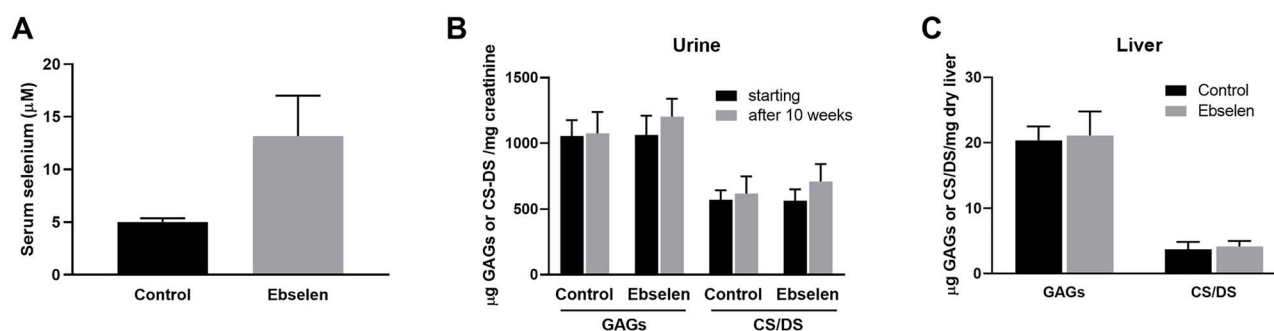 A
Serum selenium (µM)
20
15
10
5
0
Control Ebselen
B
Urine
µg GAGs or CS-DS /mg creatinine
1500
1000
500
0
starting
after 10 weeks
Control Ebselen Control Ebselen
GAGs CS/DS
C
Liver
µg GAGs or CS/DS/mg dry liver
30
20
10
0
Control
Ebselen
GAGs CS/DS